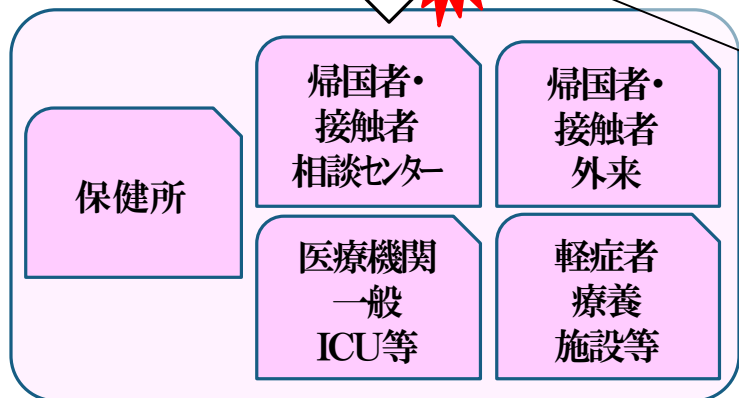 保健所
帰国者・
接触者
相談センター
帰国者・
接触者
外来
医療機関
一般
ICU等
軽症者
療養
施設等